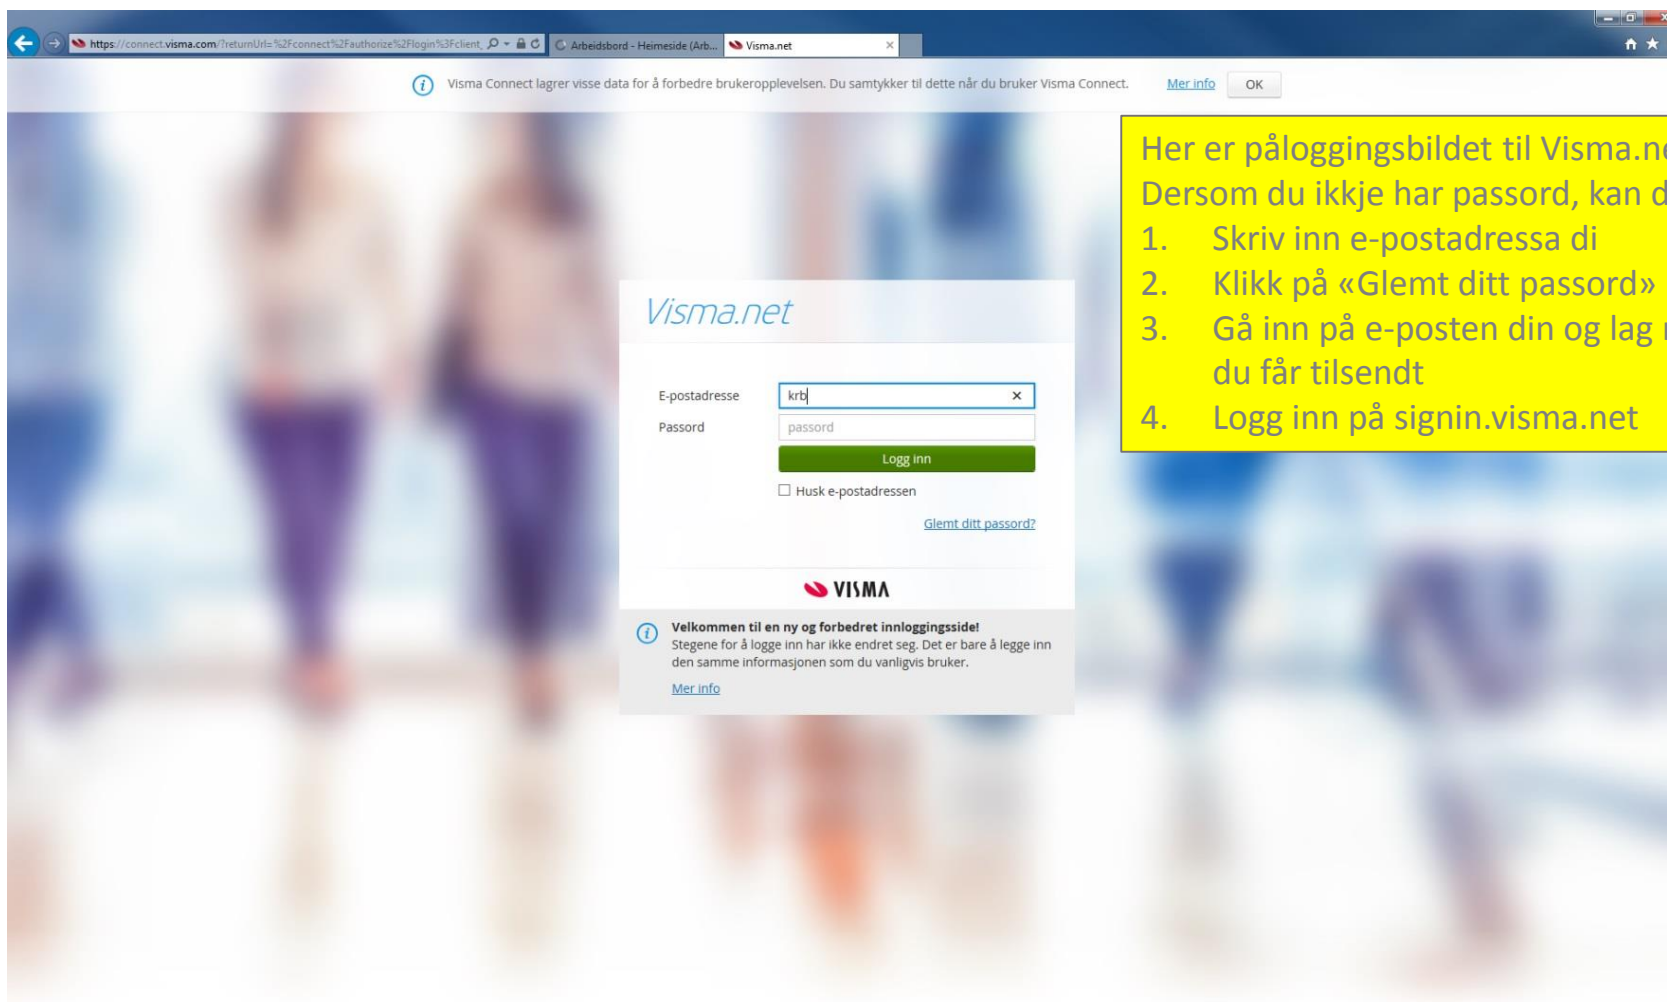 https://connect.visma.com/?returnUrl=%2Fconnect%2Fauthorize%2Flogin%3Fclient_
Arbeidsbord - Heimeside (Arb...
Visma.net
Visma Connect lagrer visse data for å forbedre brukeropplevelsen. Du samtykker til dette når du bruker Visma Connect.
Mer info
OK
Her er påloggingsbildet til Visma.ne
Dersom du ikkje har passord, kan d
1. Skriv inn e-postadressa di
2. Klikk på «Glemt ditt passord»
3. Gå inn på e-posten din og lag
du får tilsendt
4. Logg inn på signin.visma.net
Visma.net
E-postadresse
krb
Passord
passord
Logg inn
Husk e-postadressen
Glemt ditt passord?
VISMA
Velkommen til en ny og forbedret innloggingsside!
Stegene for å logge inn har ikke endret seg. Det er bare å legge inn
den samme informasjonen som du vanligvis bruker.
Mer info